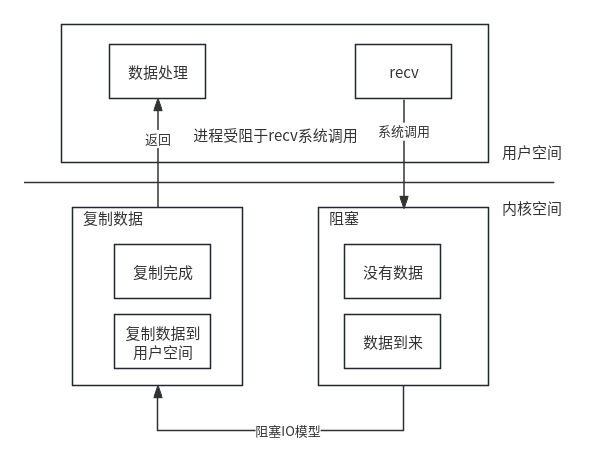 数据处理
recv
返回
进程受阻于recv系统调用
系统调用
用户空间
内核空间
复制数据
阻塞
复制完成
没有数据
复制数据到
用户空间
数据到来
阻塞IO模型